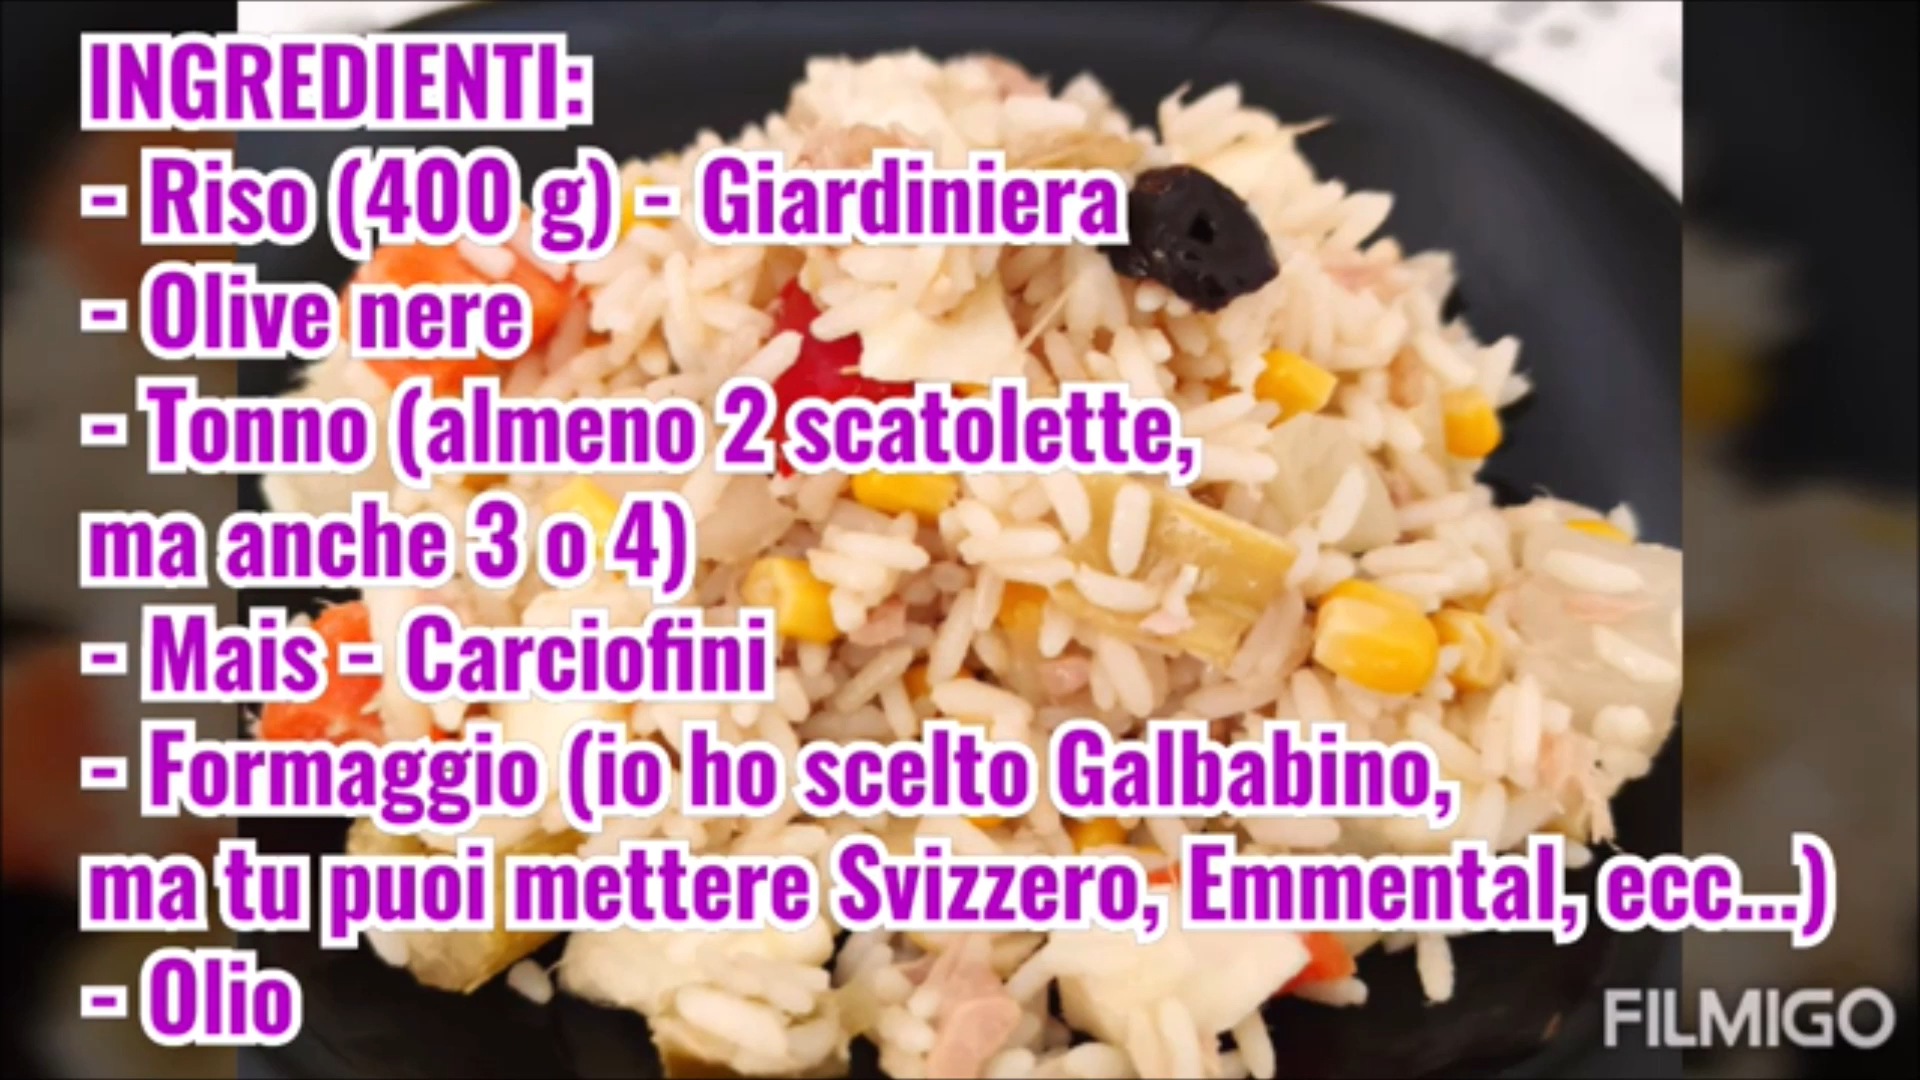 INGREDIENTI:
- Riso (400 g) - Giardiniera
- Olive nere
- Tonno (almeno 2 scatolette,
ma anche 3 o 4)
- Mais - Carciofini
- Formaggio (io ho scelto Galbabino,
ma tu puoi mettere Svizzero, Emmental, ecc...)
- Olio
FILMIGO